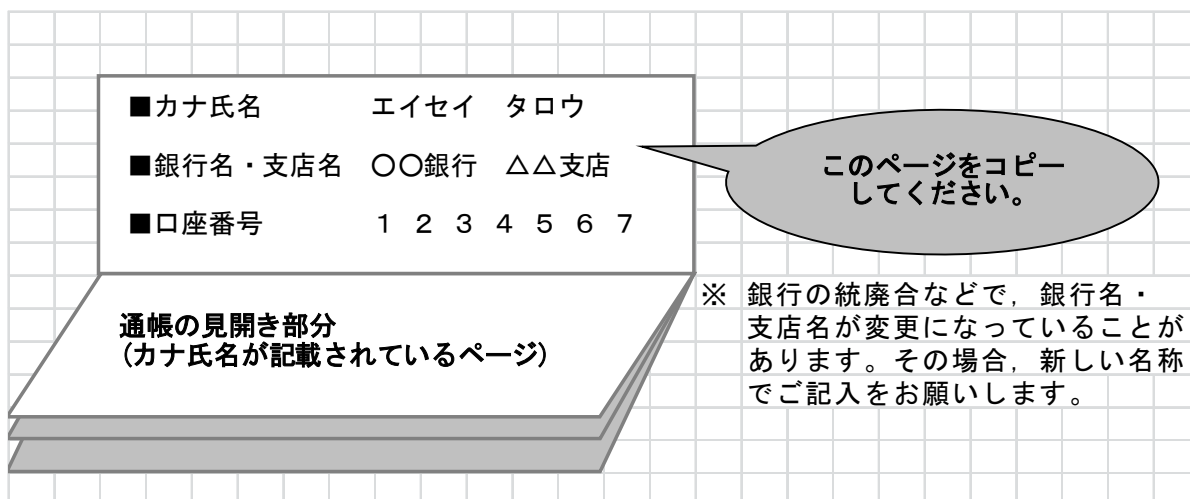 ■カナ氏名　エイセイ　タロウ
■銀行名・支店名　〇〇銀行　△△支店
■口座番号　１２３４５６７
このページをコピー
してください。
通帳の見開き部分
（カナ氏名が記載されているページ）
※　銀行の統廃合などで，銀行名・
支店名が変更になっていることが
あります。その場合，新しい名称
でご記入をお願いします。